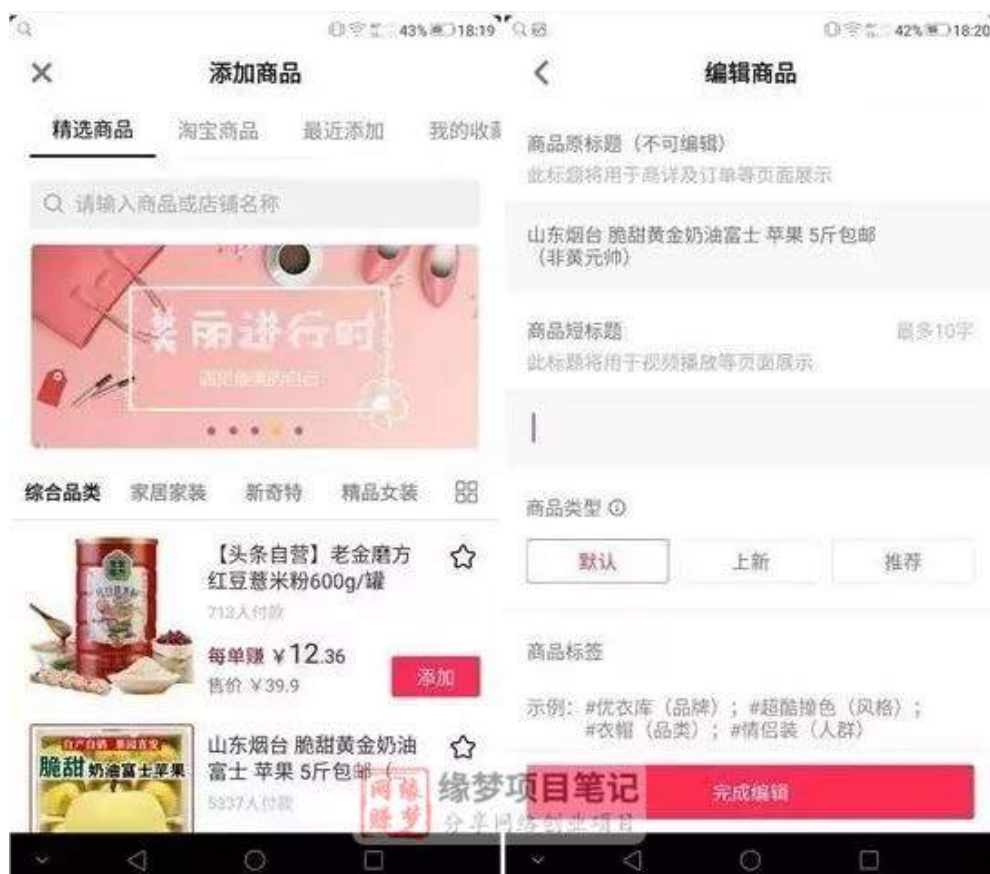 43% 18:19
添加商品
精选商品 淘宝商品 最近添加 我的收藏
请输入商品或店铺名称
美丽进行时
遇见最美的自己
综合品类 家居家装 新奇特 精品女装
【头条自营】老金磨方
红豆薏米粉600g/罐
713人付款
每单赚 ¥12.36
售价 ¥39.9
添加
山东烟台 脆甜黄金奶油
富士 苹果 5斤包邮（
5337人付款
脆甜 奶油富士苹果
42% 18:20
编辑商品
商品原标题（不可编辑）
此标题将用于商详及订单等页面展示
山东烟台 脆甜黄金奶油富士 苹果 5斤包邮
（非黄元帅）
商品短标题 最多10字
此标题将用于视频播放等页面展示
商品类型
默认 上新 推荐
商品标签
示例：#优衣库（品牌）；#超酷撞色（风格）；
#衣帽（品类）；#情侣装（人群）
完成编辑
缘梦项目笔记
分享网络创业项目